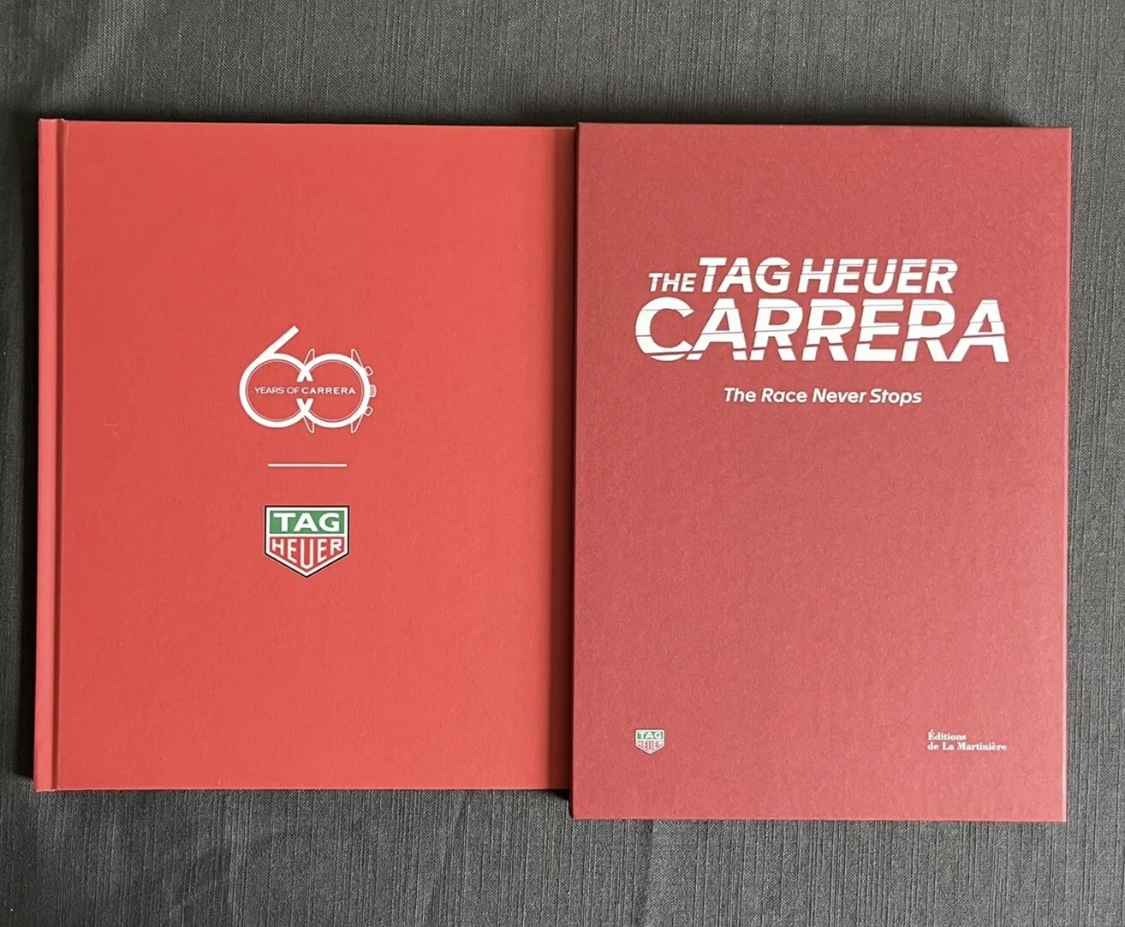 60
YEARS OF CARRERA
TAG
HEUER
THE TAG HEUER
CARRERA
The Race Never Stops
TAG
HEUER
Éditions
de La Martinière